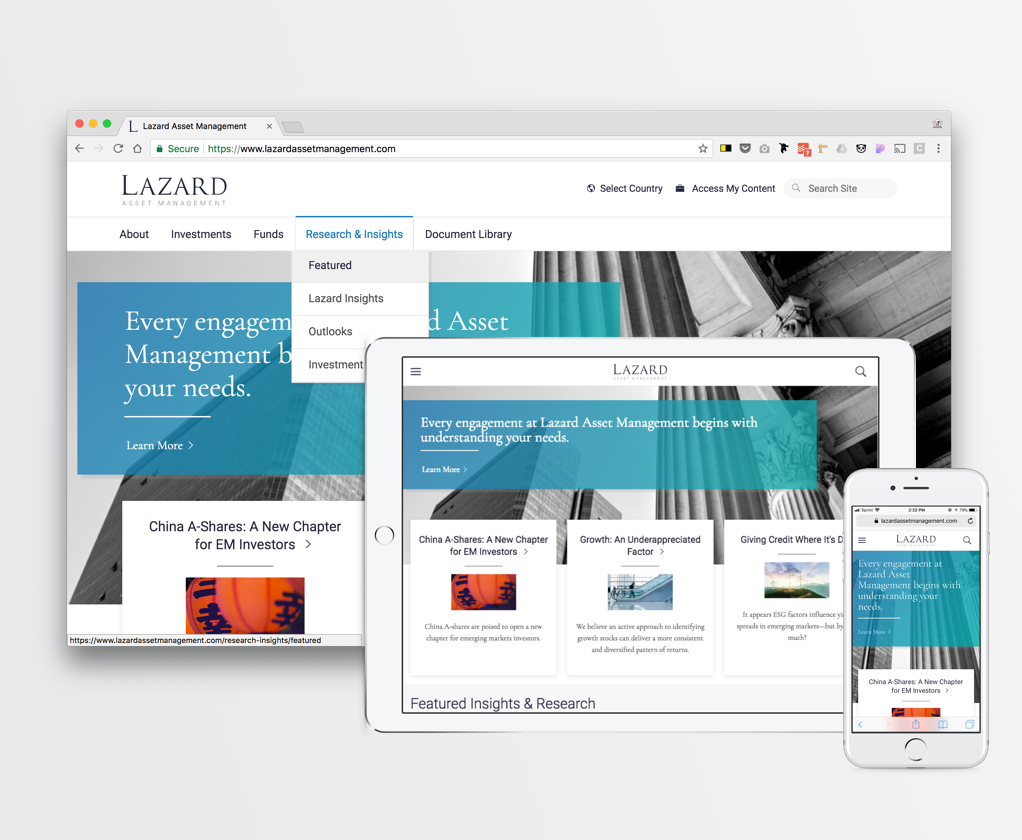 Lazard Asset Management
Secure
https://www.lazardassetmanagement.com
LAZARD
ASSET MANAGEMENT
Select Country
Access My Content
Search Site
About
Investments
Funds
Research & Insights
Document Library
Featured
Lazard Insights
Outlooks
Investment
Every engagem
d Asset
Management b
your needs.
Learn More >
China A-Shares: A New Chapter
for EM Investors >
https://www.lazardassetmanagement.com/research-insights/featured
LAZARD
ASSET MANAGEMENT
Every engagement at Lazard Asset Management begins with
understanding your needs.
Learn More >
China A-Shares: A New Chapter
for EM Investors >
China A-shares are poised to open a new
chapter for emerging markets investors.
Growth: An Underappreciated
Factor >
We believe an active approach to identifying
growth stocks can deliver a more consistent
and diversified pattern of returns.
Giving Credit Where It's D
It appears ESG factors influence yi
spreads in emerging markets—but by
much?
Featured Insights & Research
Sprint
2:22 PM
79%
lazardassetmanagement.com
LAZARD
ASSET MANAGEMENT
Every engagement at
Lazard Asset
Management begins with
understanding your
needs.
Learn More >
China A-Shares: A New Chapter
for EM Investors >